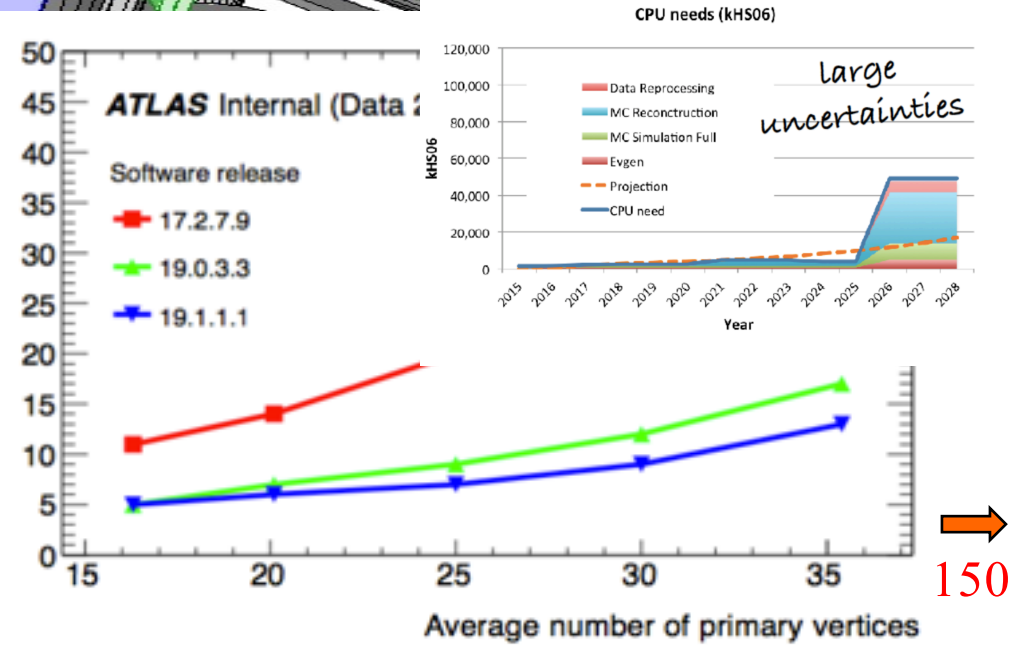 CPU needs (kHS06)
120,000
100,000
80,000
60,000
40,000
20,000
0
kHS06
large
uncertainties
Data Reprocessing
MC Reconctruction
MC Simulation Full
Evgen
Projection
CPU need
2015 2016 2017 2018 2019 2020 2021 2022 2023 2024 2025 2026 2027 2028
Year
50
45
40
35
30
25
20
15
10
5
0
ATLAS Internal (Data
Software release
17.2.7.9
19.0.3.3
19.1.1.1
15 20 25 30 35
Average number of primary vertices
150